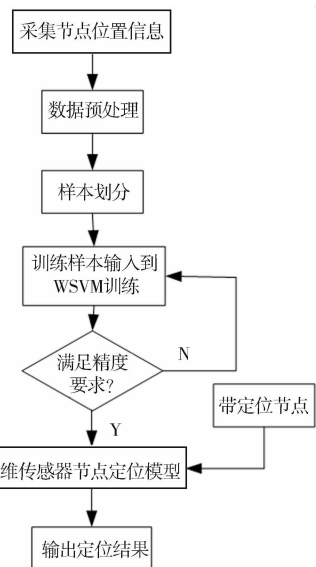 采集节点位置信息
数据预处理
样本划分
训练样本输入到
WSVM训练
满足精度
要求?
N
带定位节点
Y
维传感器节点定位模型
输出定位结果